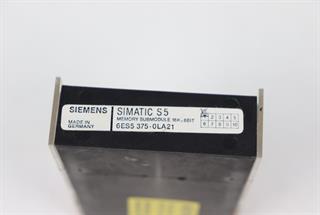 SIEMENS
SIMATIC S5
MEMORY SUBMODULE 16K×8BIT
MADE IN
GERMANY
6ES5 375-0LA21
2 3 4 5
6 7 8 9 10